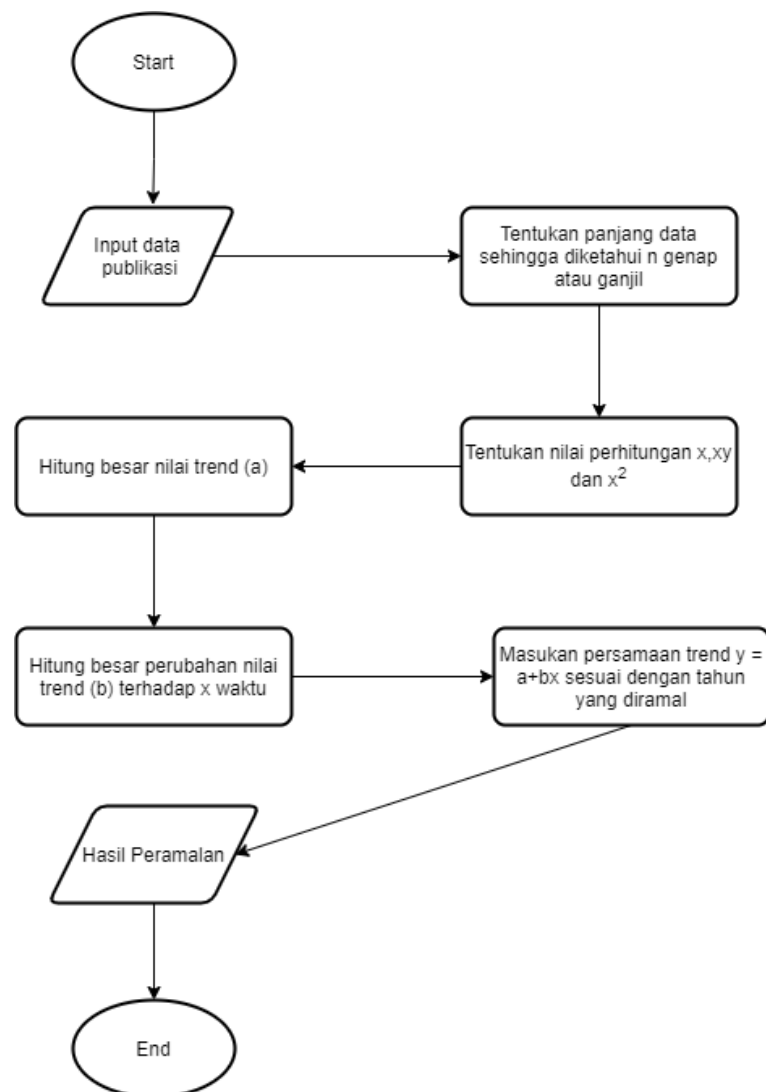 Start
Input data
publikasi
Tentukan panjang data
sehingga diketahui n genap
atau ganjil
Tentukan nilai perhitungan x,xy
dan x²
Hitung besar nilai trend (a)
Hitung besar perubahan nilai
trend (b) terhadap x waktu
Masukan persamaan trend y =
a+bx sesuai dengan tahun
yang diramal
Hasil Peramalan
End